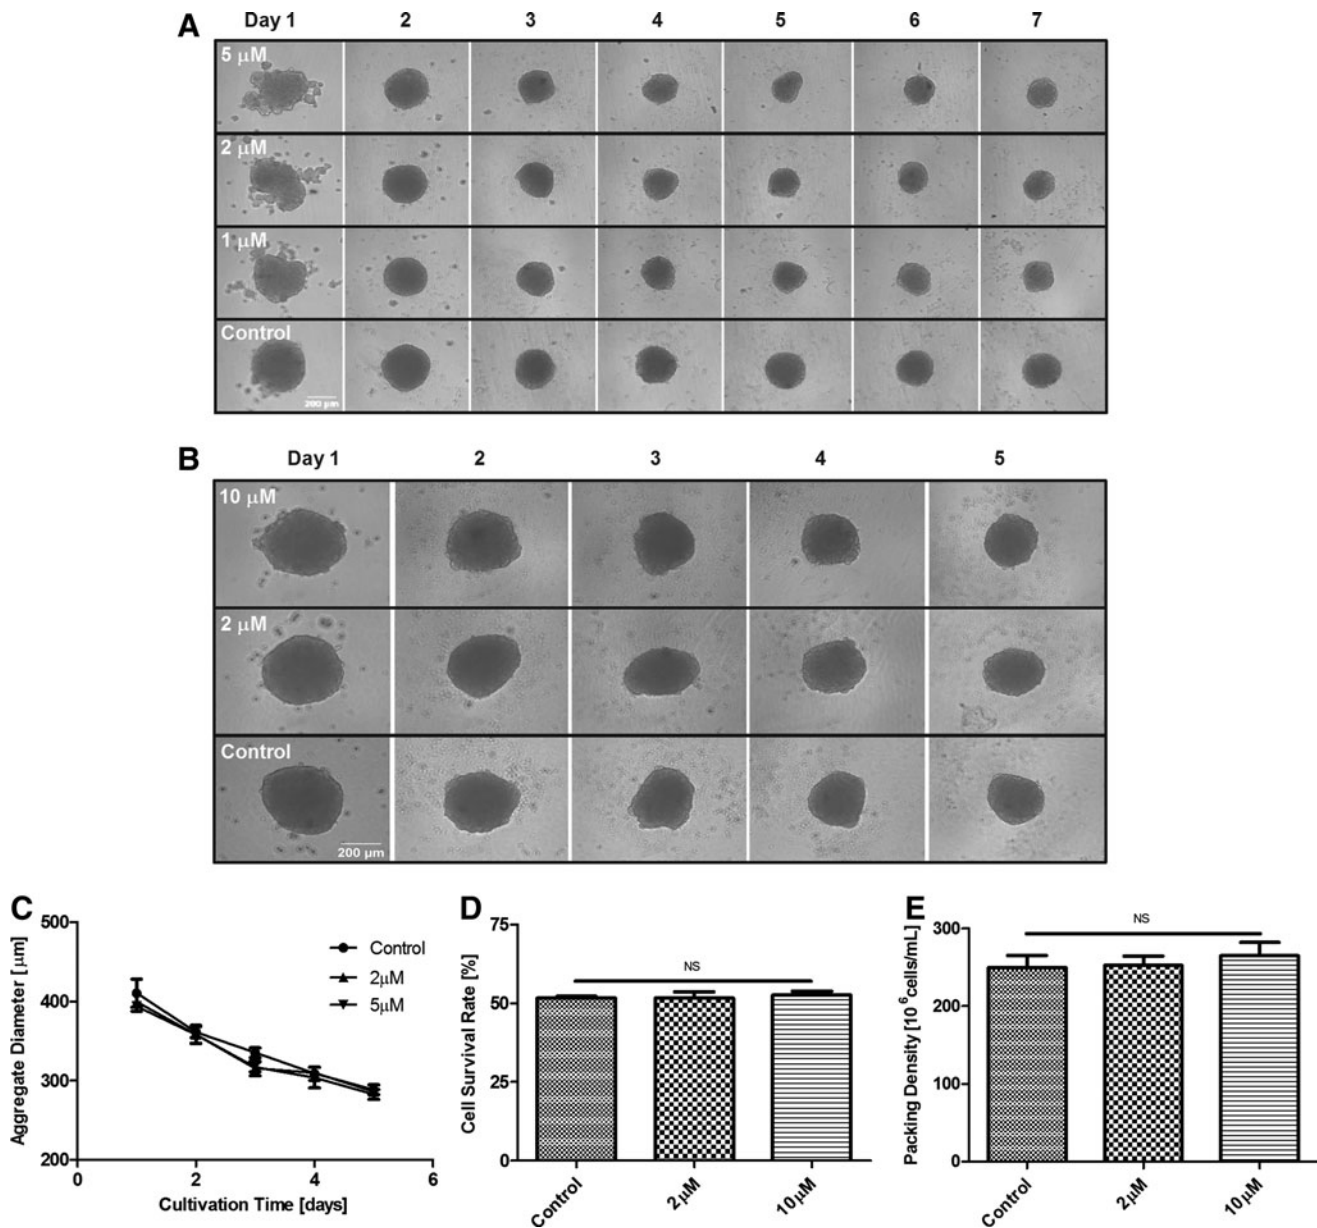 A
Day 1 2 3 4 5 6 7
5 µM
2 µM
1 µM
Control
200 µm
B
Day 1 2 3 4 5
10 µM
2 µM
Control
200 µm
C
Aggregate Diameter [µm]
500
400
300
200
0 2 4 6
Cultivation Time [days]
Control
2µM
5µM
D
Cell Survival Rate [%]
75
50
25
0
NS
Control 2µM 10µM
E
Packing Density [10⁶cells/mL]
300
200
100
0
NS
Control 2µM 10µM